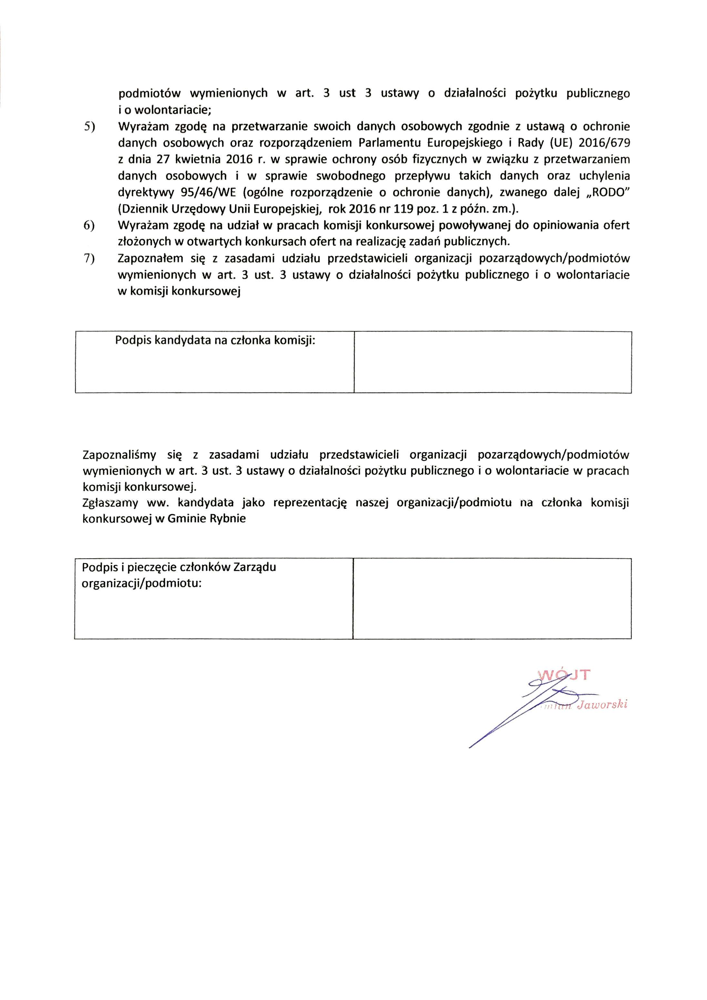 podmiotów wymienionych w art. 3 ust 3 ustawy o działalności pożytku publicznego
i o wolontariacie;
5) Wyrażam zgodę na przetwarzanie swoich danych osobowych zgodnie z ustawą o ochronie
danych osobowych oraz rozporządzeniem Parlamentu Europejskiego i Rady (UE) 2016/679
z dnia 27 kwietnia 2016 r. w sprawie ochrony osób fizycznych w związku z przetwarzaniem
danych osobowych i w sprawie swobodnego przepływu takich danych oraz uchylenia
dyrektywy 95/46/WE (ogólne rozporządzenie o ochronie danych), zwanego dalej „RODO”
(Dziennik Urzędowy Unii Europejskiej, rok 2016 nr 119 poz. 1 z późn. zm.).
6) Wyrażam zgodę na udział w pracach komisji konkursowej powoływanej do opiniowania ofert
złożonych w otwartych konkursach ofert na realizację zadań publicznych.
7) Zapoznałem się z zasadami udziału przedstawicieli organizacji pozarządowych/podmiotów
wymienionych w art. 3 ust. 3 ustawy o działalności pożytku publicznego i o wolontariacie
w komisji konkursowej
Podpis kandydata na członka komisji:
Zapoznaliśmy się z zasadami udziału przedstawicieli organizacji pozarządowych/podmiotów
wymienionych w art. 3 ust. 3 ustawy o działalności pożytku publicznego i o wolontariacie w pracach
komisji konkursowej.
Zgłaszamy ww. kandydata jako reprezentację naszej organizacji/podmiotu na członka komisji
konkursowej w Gminie Rybnie
Podpis i pieczęcie członków Zarządu
organizacji/podmiotu:
WÓJT
Jaworski